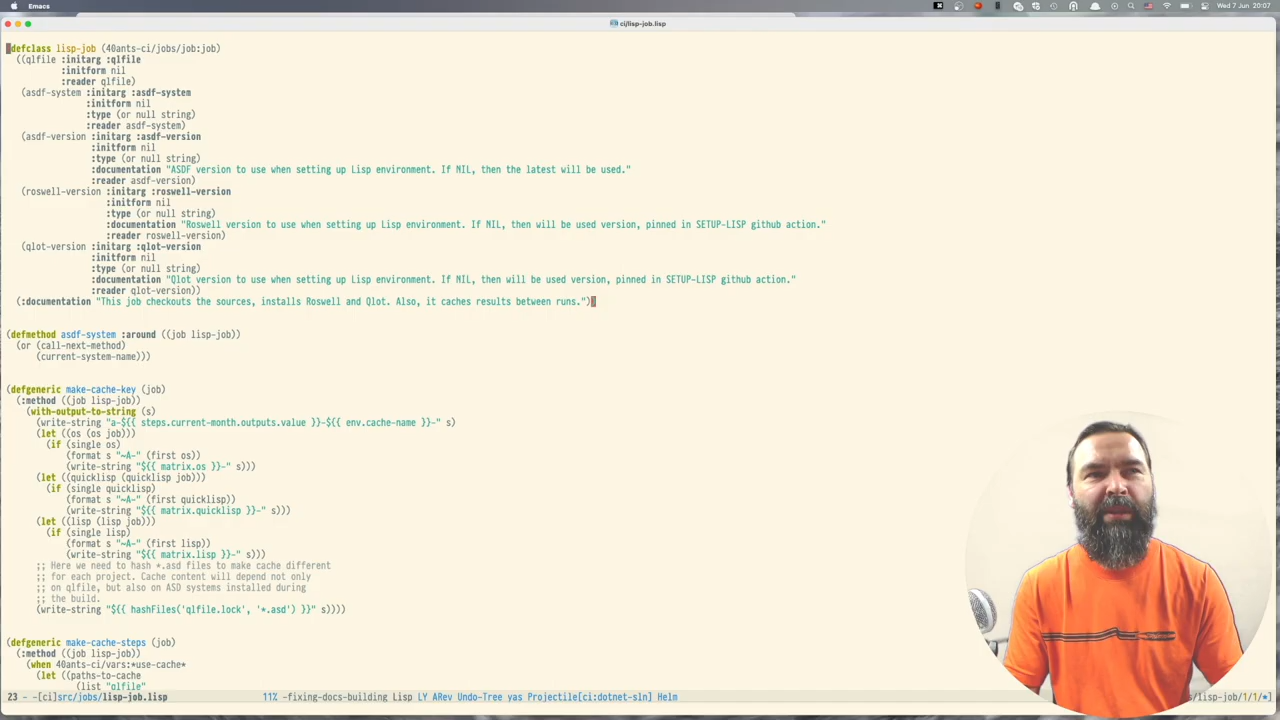 Emacs
Wed 7 Jun 20:07
ci/lisp-job.lisp
(defclass lisp-job (40ants-ci/jobs/job:job)
((qlfile :initarg :qlfile
:initform nil
:reader qlfile)
(asdf-system :initarg :asdf-system
:initform nil
:type (or null string)
:reader asdf-system)
(asdf-version :initarg :asdf-version
:initform nil
:type (or null string)
:documentation "ASDF version to use when setting up Lisp environment. If NIL, then the latest will be used."
:reader asdf-version)
(roswell-version :initarg :roswell-version
:initform nil
:type (or null string)
:documentation "Roswell version to use when setting up Lisp environment. If NIL, then will be used version, pinned in SETUP-LISP github action."
:reader roswell-version)
(qlot-version :initarg :qlot-version
:initform nil
:type (or null string)
:documentation "Qlot version to use when setting up Lisp environment. If NIL, then will be used version, pinned in SETUP-LISP github action."
:reader qlot-version))
(:documentation "This job checkouts the sources, installs Roswell and Qlot. Also, it caches results between runs."))
(defmethod asdf-system :around ((job lisp-job))
(or (call-next-method)
(current-system-name)))
(defgeneric make-cache-key (job)
(:method ((job lisp-job))
(with-output-to-string (s)
(write-string "a-${{ steps.current-month.outputs.value }}-${{ env.cache-name }}-" s)
(let ((os (os job)))
(if (single os)
(format s "~A-" (first os))
(write-string "${{ matrix.os }}-" s)))
(let ((quicklisp (quicklisp job)))
(if (single quicklisp)
(format s "~A-" (first quicklisp))
(write-string "${{ matrix.quicklisp }}-" s)))
(let ((lisp (lisp job)))
(if (single lisp)
(format s "~A-" (first lisp))
(write-string "${{ matrix.lisp }}-" s)))
;; Here we need to hash *.asd files to make cache different
;; for each project. Cache content will depend not only
;; on qlfile, but also on ASD systems installed during
;; the build.
(write-string "${{ hashFiles('qlfile.lock', '*.asd') }}" s))))
(defgeneric make-cache-steps (job)
(:method ((job lisp-job))
(when 40ants-ci/vars:*use-cache*
(let ((paths-to-cache
(list "qlfile"
23 - -[ci]src/jobs/lisp-job.lisp 11% -fixing-docs-building Lisp LY ARev Undo-Tree yas Projectile[ci:dotnet-sln] Helm s/lisp-job/1/1/★]